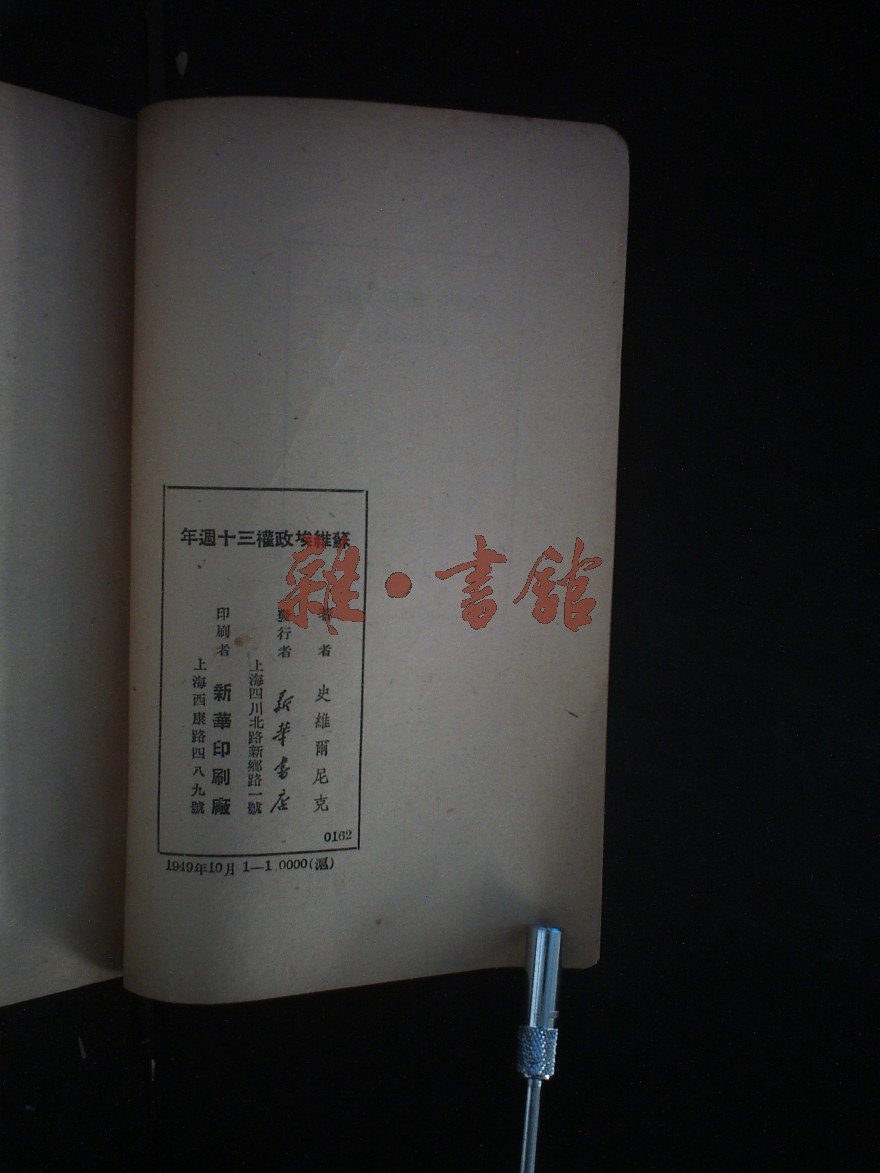 蘇維埃政權三十週年
著者 史維爾尼克
發行者 新華書店
上海四川北路新鄉路一號
印刷者 新華印刷廠
上海西康路四八九號
0162
1949年10月 1—1,0000(滬)
雜·書館